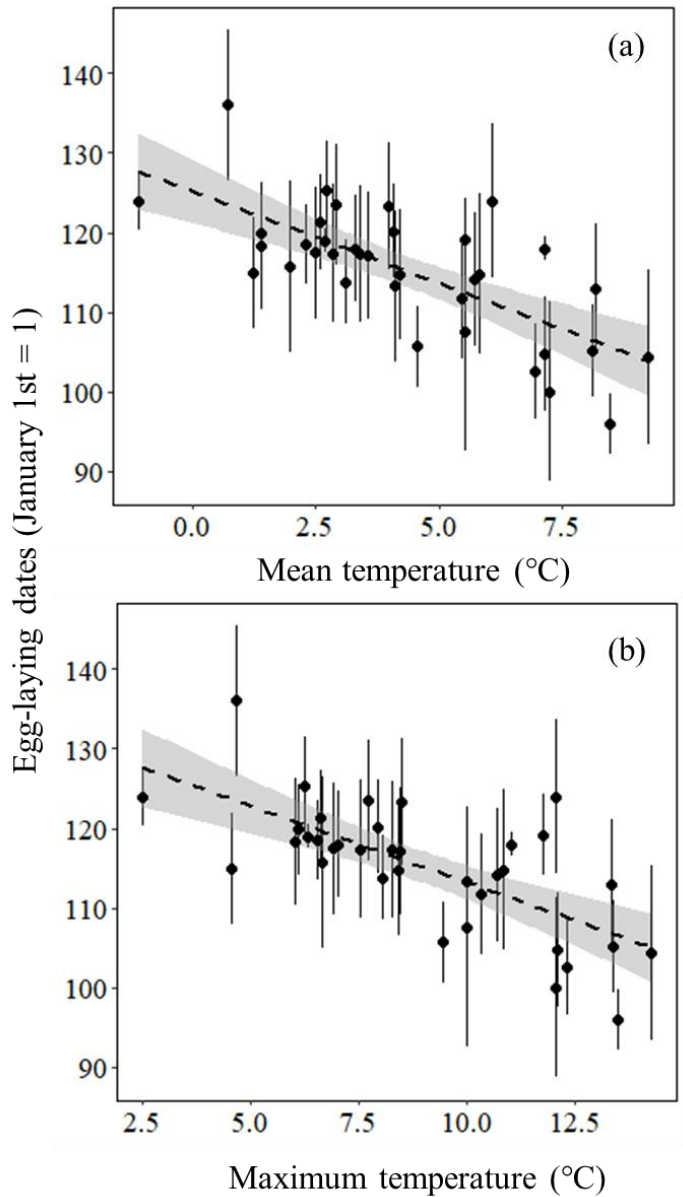 Egg-laying dates (January 1st = 1)
(a)
140
130
120
110
100
90
0.0 2.5 5.0 7.5
Mean temperature (°C)
(b)
140
130
120
110
100
90
2.5 5.0 7.5 10.0 12.5
Maximum temperature (°C)